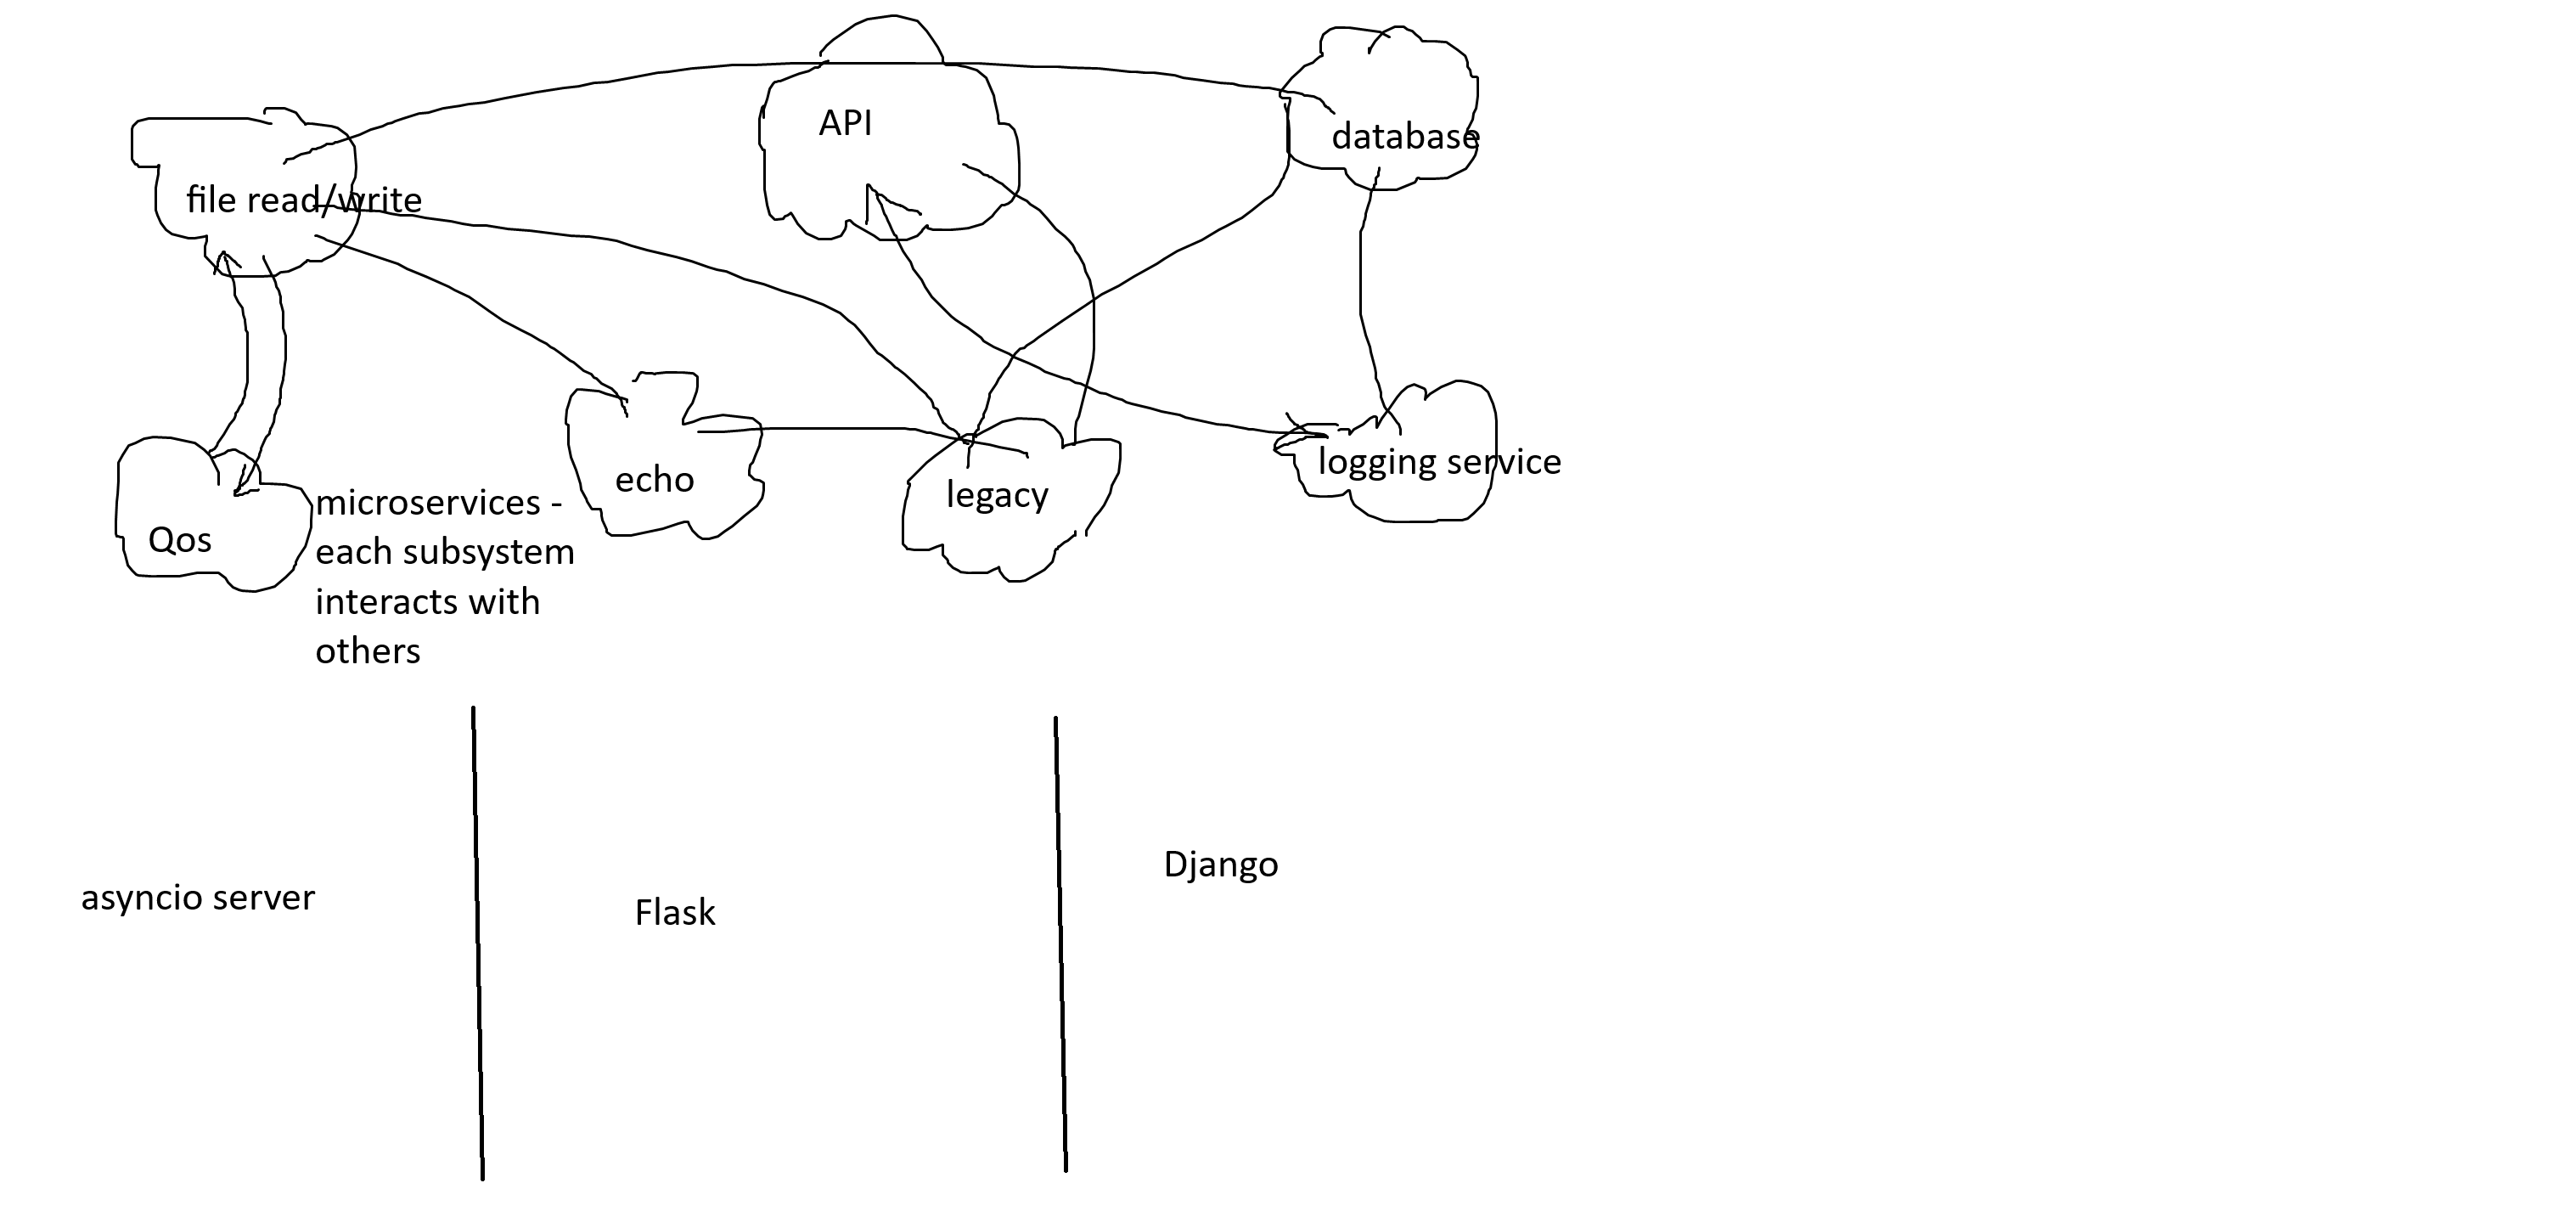 API
database
file read/write
echo
legacy
logging service
Qos
microservices -
each subsystem
interacts with
others
asyncio server
Flask
Django